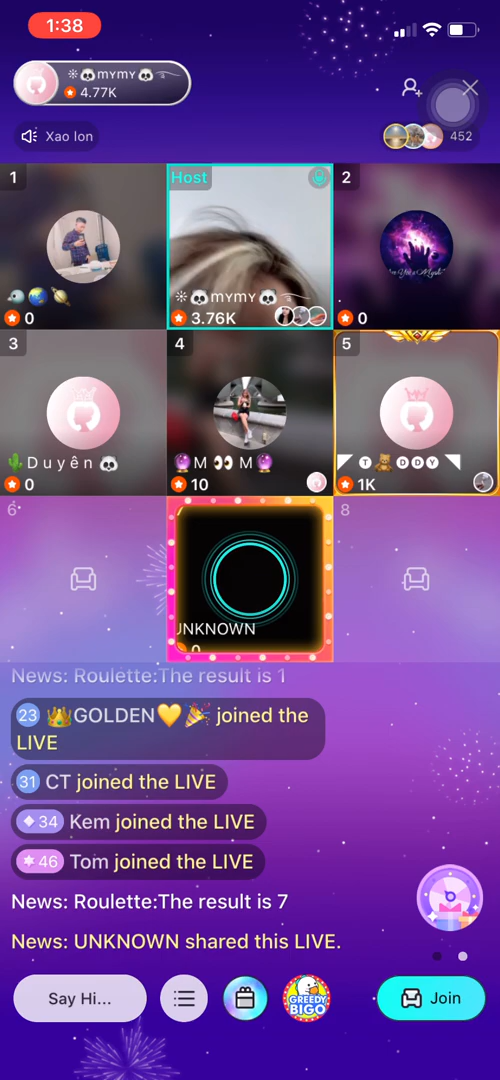 1:38
☼🐼mʏmʏ🐼
4.77K
Xao lon
452
1
Host
2
🐬🌏🪐
0
☼🐼mʏmʏ🐼
3.76K
.
0
3
4
5
🌵D u y ê n 🐼
0
🔮M 👀 M🔮
10
◤ 🅣 🧸 🅓🅓🅨 ◥
1K
6
UNKNOWN
0
8
News: Roulette:The result is 1
23 👑GOLDEN💛🎉 joined the
LIVE
31 CT joined the LIVE
34 Kem joined the LIVE
46 Tom joined the LIVE
News: Roulette:The result is 7
News: UNKNOWN shared this LIVE.
Say Hi...
GREEDY
BIGO
Join